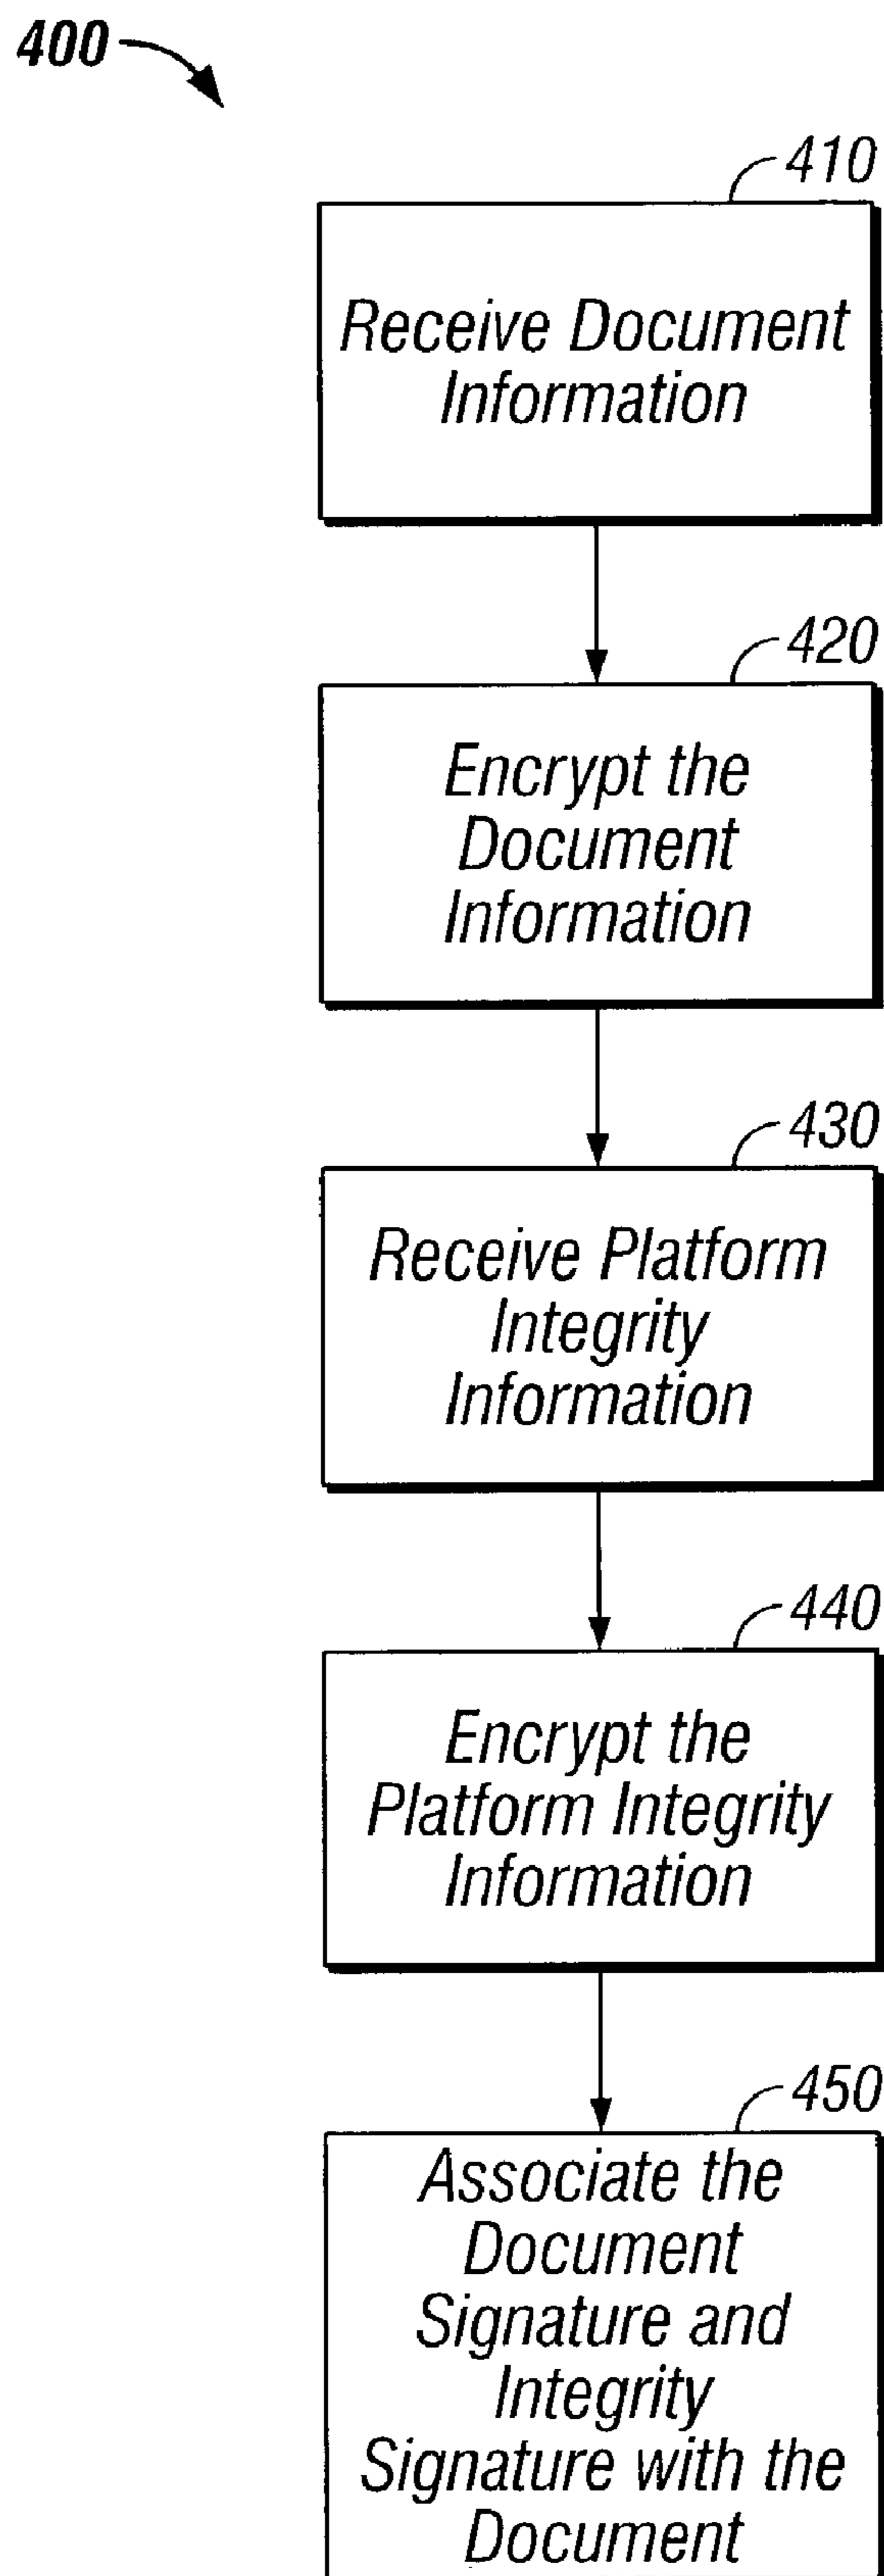 400
410
Receive Document
Information
420
Encrypt the
Document
Information
430
Receive Platform
Integrity
Information
440
Encrypt the
Platform Integrity
Information
450
Associate the
Document
Signature and
Integrity
Signature with the
Document